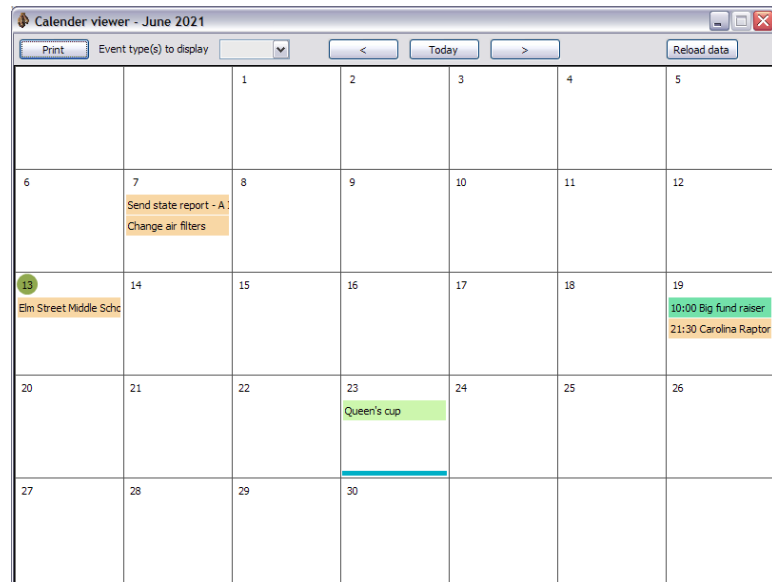 Calender viewer - June 2021
Print Event type(s) to display < Today > Reload data
1 2 3 4 5
6 7 8 9 10 11 12
Send state report - A
Change air filters
13 14 15 16 17 18 19
Elm Street Middle Scho 10:00 Big fund raiser
21:30 Carolina Raptor
20 21 22 23 24 25 26
Queen's cup
27 28 29 30